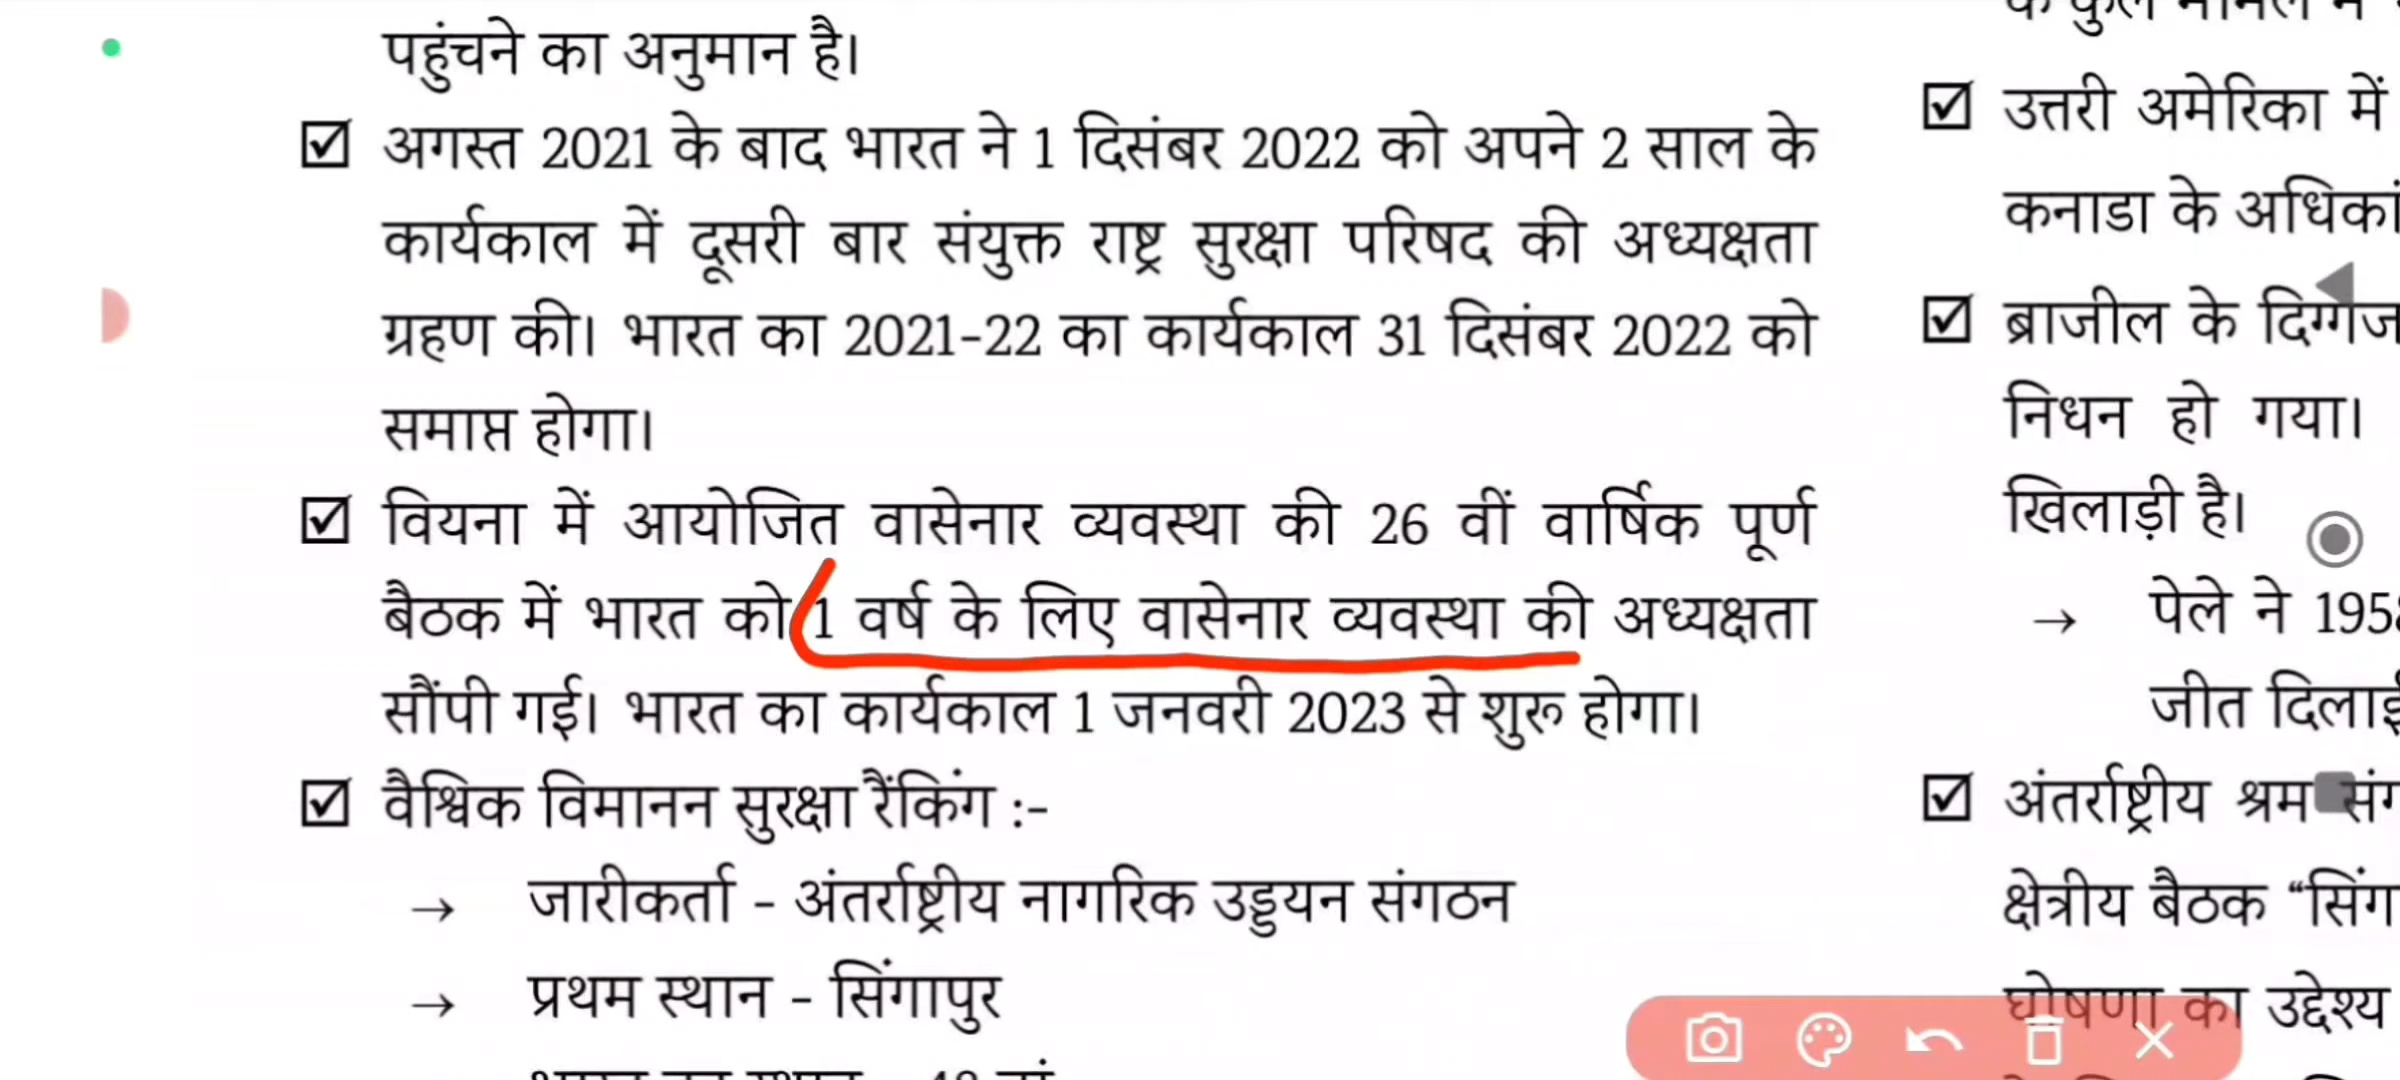 पहुंचने का अनुमान है।
अगस्त 2021 के बाद भारत ने 1 दिसंबर 2022 को अपने 2 साल के
कार्यकाल में दूसरी बार संयुक्त राष्ट्र सुरक्षा परिषद की अध्यक्षता
ग्रहण की। भारत का 2021-22 का कार्यकाल 31 दिसंबर 2022 को
समाप्त होगा।
वियना में आयोजित वासेनार व्यवस्था की 26 वीं वार्षिक पूर्ण
बैठक में भारत को 1 वर्ष के लिए वासेनार व्यवस्था की अध्यक्षता
सौंपी गई। भारत का कार्यकाल 1 जनवरी 2023 से शुरू होगा।
वैश्विक विमानन सुरक्षा रैंकिंग :-
→ जारीकर्ता - अंतर्राष्ट्रीय नागरिक उड्डयन संगठन
→ प्रथम स्थान - सिंगापुर
उत्तरी अमेरिका में
कनाडा के
ब्राजील के
निधन हो गया।
खिलाड़ी है।
→ पेले ने
जीत
अंतर्राष्ट्रीय श्रम
क्षेत्रीय बैठक
घोषणा का उद्देश्य